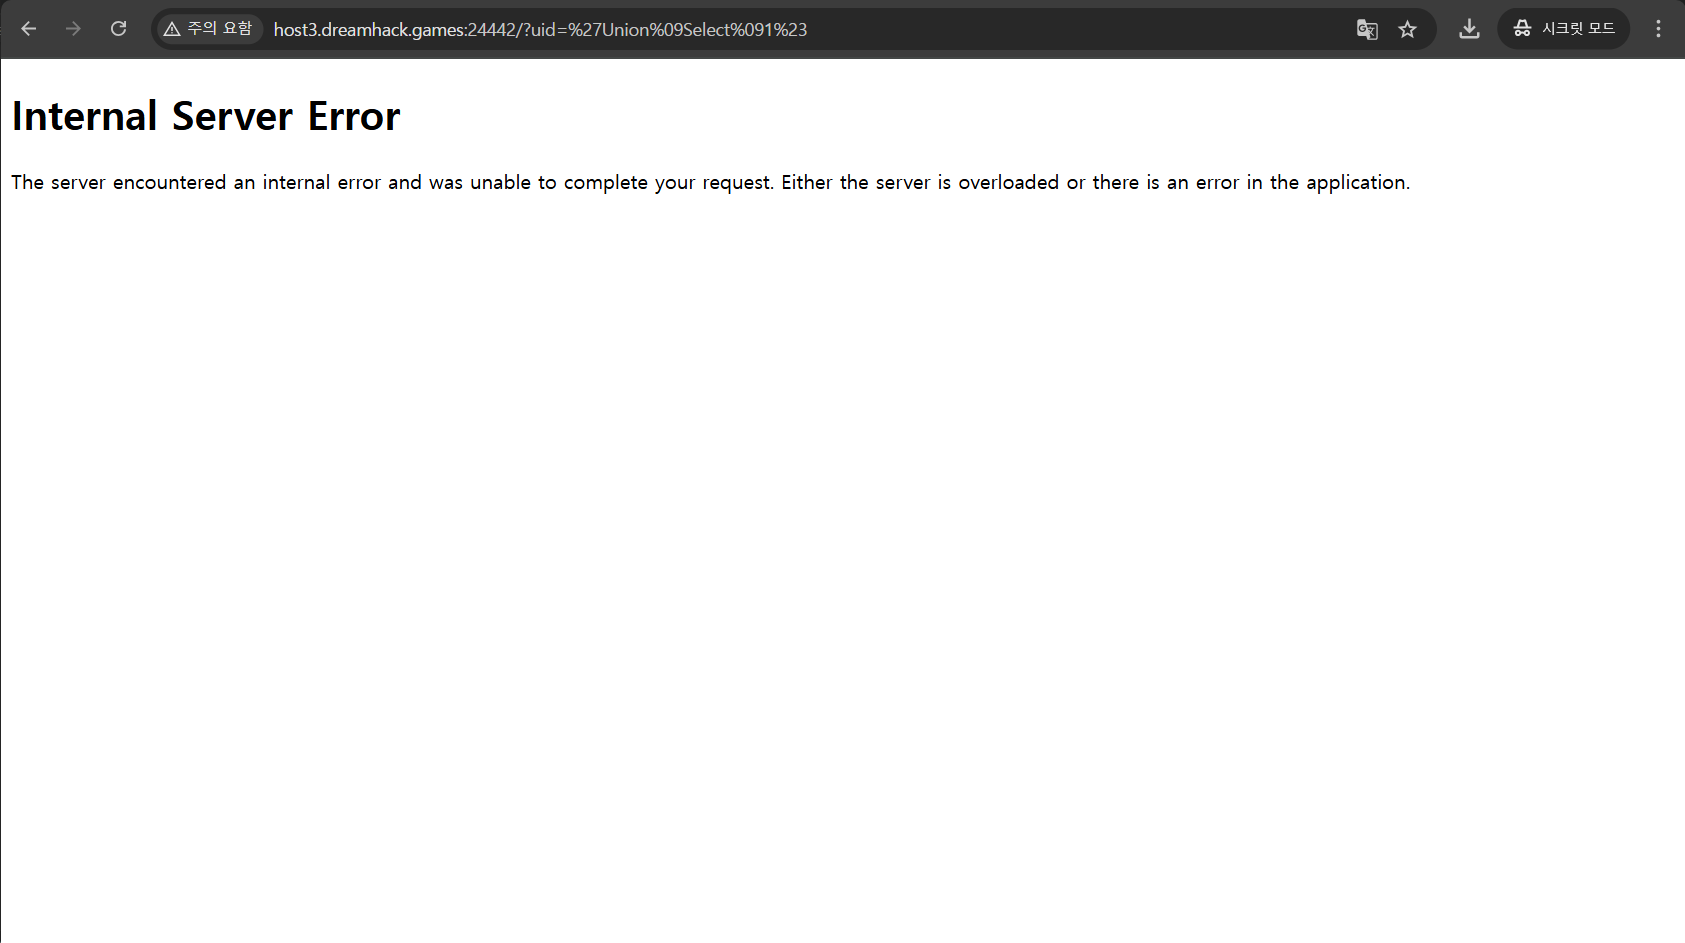 주의 요함
host3.dreamhack.games:24442/?uid=%27Union%09Select%091%23
시크릿 모드
Internal Server Error
The server encountered an internal error and was unable to complete your request. Either the server is overloaded or there is an error in the application.